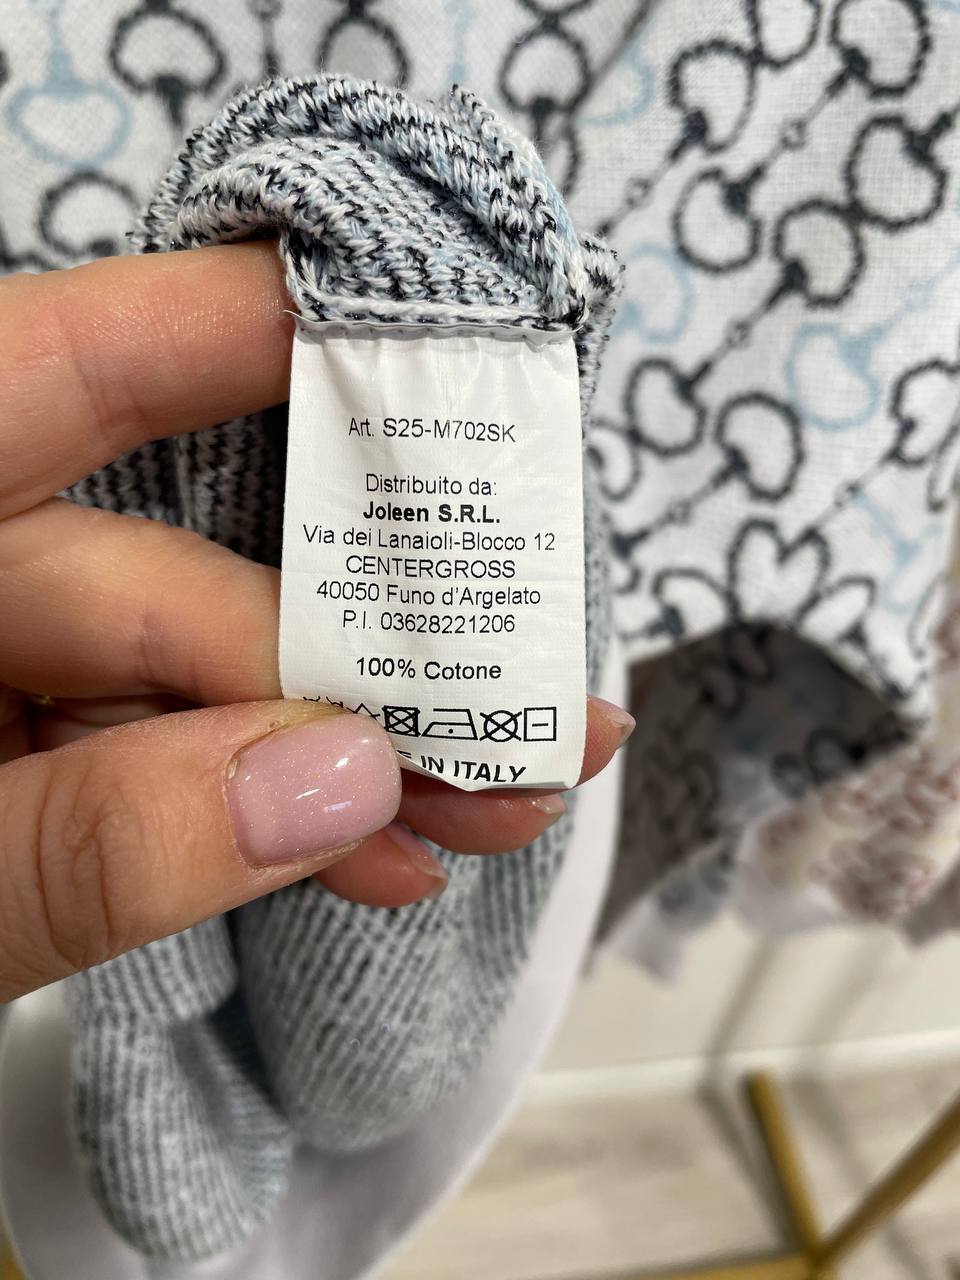 Art. S25-M702SK
Distribuito da:
Joleen S.R.L.
Via dei Lanaioli-Blocco 12
CENTERGROSS
40050 Funo d'Argelato
P.I. 03628221206
100% Cotone
IN ITALY